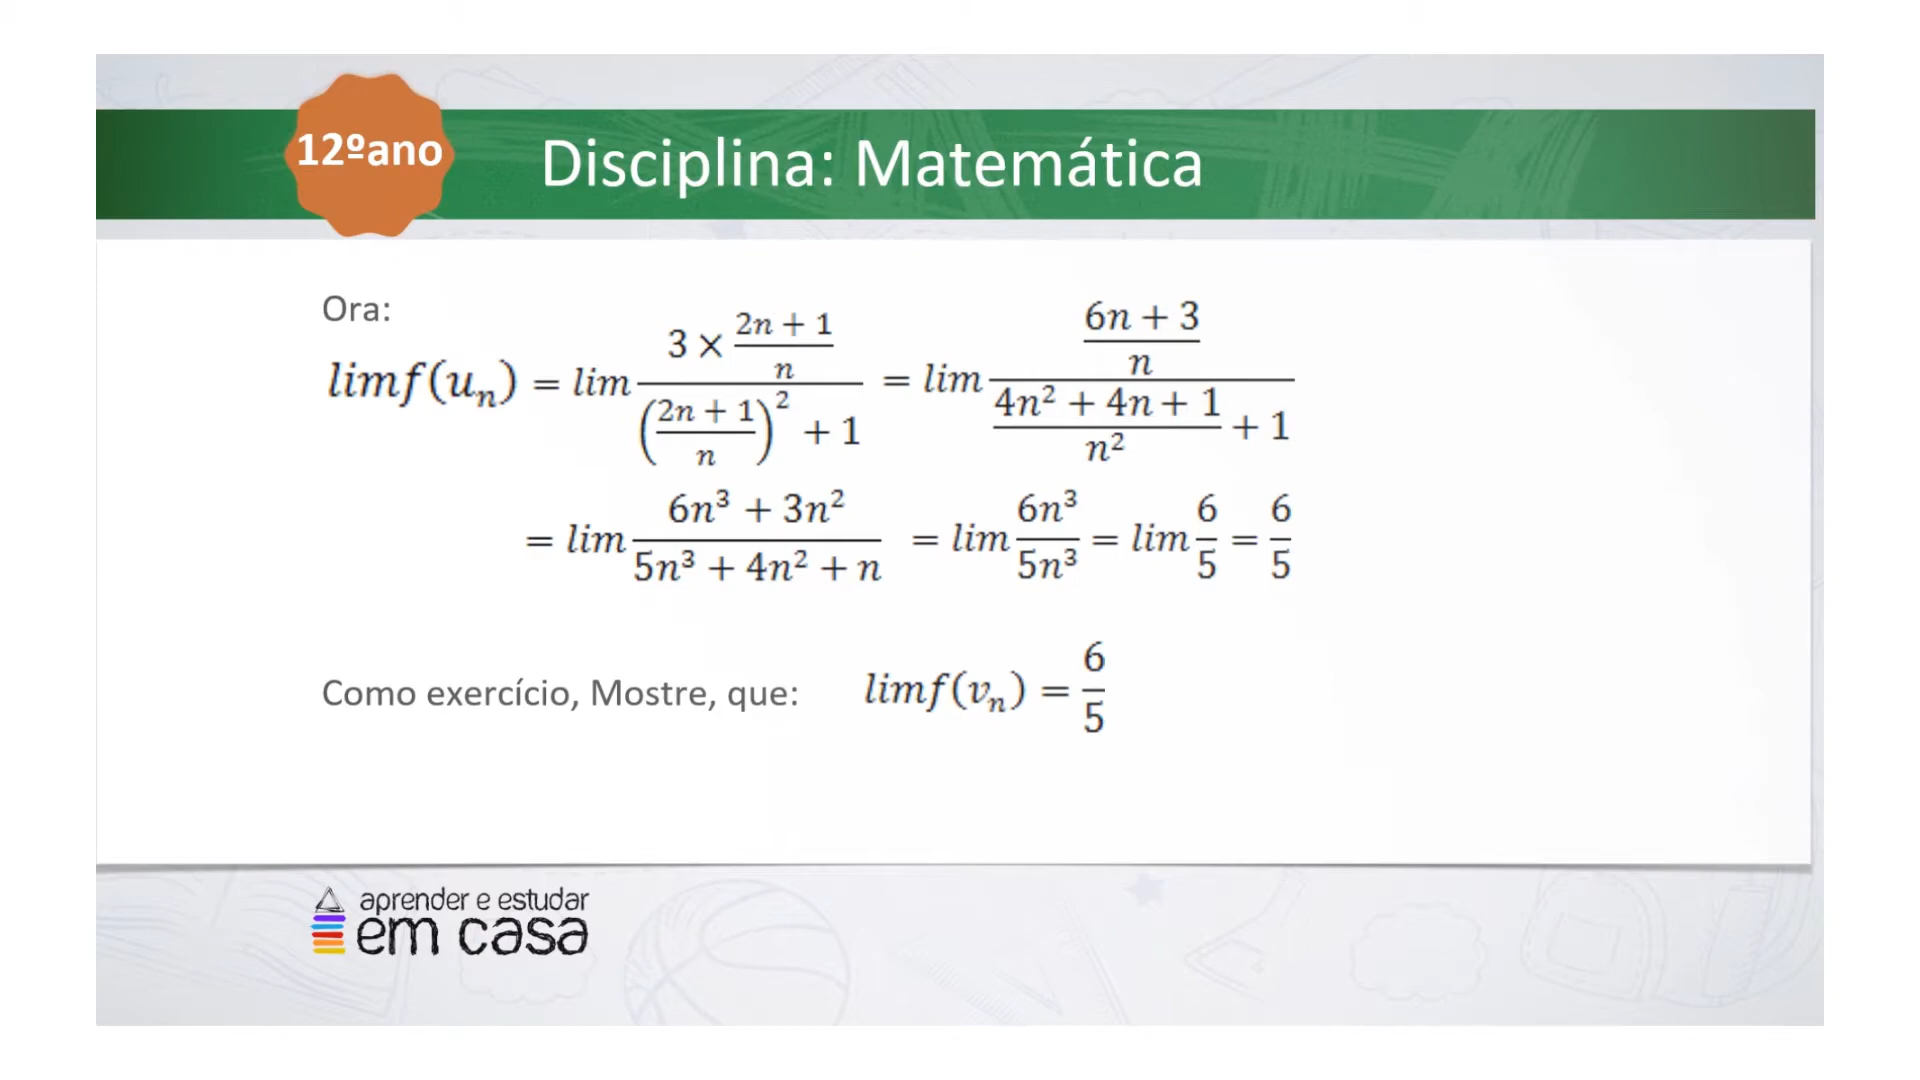 12ºano
Disciplina: Matemática
Ora:
limf(uₙ) = lim (3 × (2n + 1)/n)/(((2n + 1)/n)² + 1) = lim ((6n + 3)/n)/((4n² + 4n + 1)/n² + 1)
= lim (6n³ + 3n²)/(5n³ + 4n² + n) = lim 6n³/5n³ = lim 6/5 = 6/5
Como exercício, Mostre, que: limf(vₙ) = 6/5
aprender e estudar
em casa